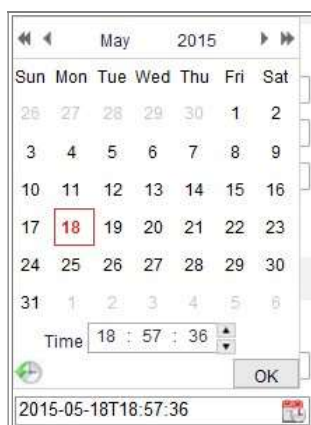 May 2015
Sun Mon Tue Wed Thu Fri Sat
26 27 28 29 30 1 2
3 4 5 6 7 8 9
10 11 12 13 14 15 16
17 18 19 20 21 22 23
24 25 26 27 28 29 30
31 1 2 3 4 5 6
Time 18 : 57 : 36
OK
2015-05-18T18:57:36